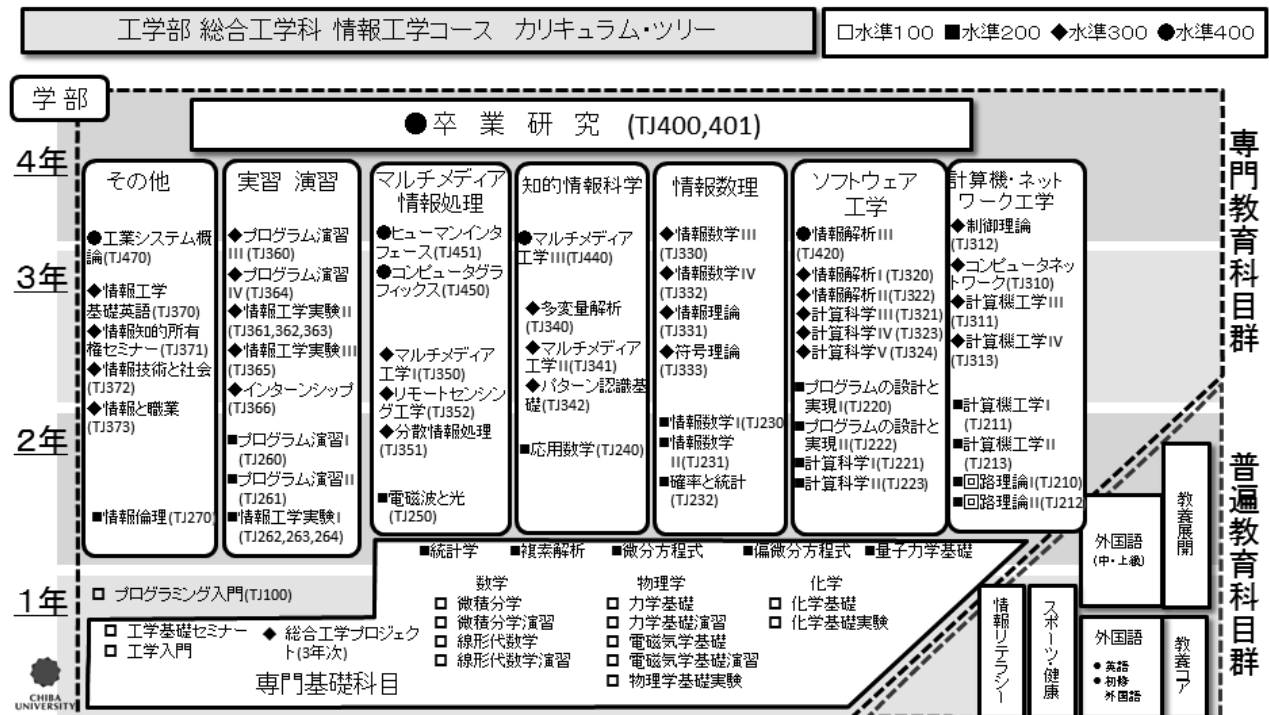 工学部 総合工学科 情報工学コース カリキュラム・ツリー
□水準100 ■水準200 ◆水準300 ●水準400
学部
●卒 業 研 究 (TJ400,401)
4年
3年
2年
1年
その他
●工業システム概
論(TJ470)
◆情報工学
基礎英語(TJ370)
◆情報知的所有
権セミナー(TJ371)
◆情報技術と社会
(TJ372)
◆情報と職業
(TJ373)
■情報倫理(TJ270)
実習 演習
◆プログラム演習
III(TJ360)
◆プログラム演習
IV(TJ364)
◆情報工学実験II
(TJ361,362,363)
◆情報工学実験III
(TJ365)
◆インターンシップ
(TJ366)
■プログラム演習I
(TJ260)
■プログラム演習II
(TJ261)
■情報工学実験I
(TJ262,263,264)
マルチメディア
情報処理
●ヒューマンインタ
フェース(TJ451)
●コンピュータグラ
フィックス(TJ450)
◆マルチメディア
工学I(TJ350)
◆リモートセンシン
グ工学(TJ352)
◆分散情報処理
(TJ351)
■電磁波と光
(TJ250)
知的情報科学
●マルチメディア
工学III(TJ440)
◆多変量解析
(TJ340)
◆マルチメディア
工学II(TJ341)
◆パターン認識基
礎(TJ342)
■応用数学(TJ240)
情報数理
◆情報数学III
(TJ330)
◆情報数学IV
(TJ332)
◆情報理論
(TJ331)
◆符号理論
(TJ333)
■情報数学I(TJ230
■情報数学
II(TJ231)
■確率と統計
(TJ232)
ソフトウェア
工学
●情報解析III
(TJ420)
◆情報解析I(TJ320)
◆情報解析II(TJ322)
◆計算科学III(TJ321)
◆計算科学IV(TJ323)
◆計算科学V(TJ324)
■プログラムの設計と
実現I(TJ220)
■プログラムの設計と
実現II(TJ222)
■計算科学I(TJ221)
■計算科学II(TJ223)
計算機・ネット
ワーク工学
◆制御理論
(TJ312)
◆コンピュータネッ
トワーク(TJ310)
◆計算機工学III
(TJ311)
◆計算機工学IV
(TJ313)
■計算機工学I
(TJ211)
■計算機工学II
(TJ213)
■回路理論I(TJ210)
■回路理論II(TJ212
専門教育科目群
普遍教育科目群
■統計学 ■複素解析 ■微分方程式 ■偏微分方程式 ■量子力学基礎
□ プログラミング入門(TJ100)
□ 工学基礎セミナー
□ 工学入門
◆ 総合工学プロジェク
ト(3年次)
専門基礎科目
数学
□ 微積分学
□ 微積分学演習
□ 線形代数学
□ 線形代数学演習
物理学
□ 力学基礎
□ 力学基礎演習
□ 電磁気学基礎
□ 電磁気学基礎演習
□ 物理学基礎実験
化学
□ 化学基礎
□ 化学基礎実験
情報リテラシー
スポーツ・健康
外国語
(中・上級)
教養展開
外国語
● 英語
● 初修
外国語
教養コア
CHIBA
UNIVERSITY